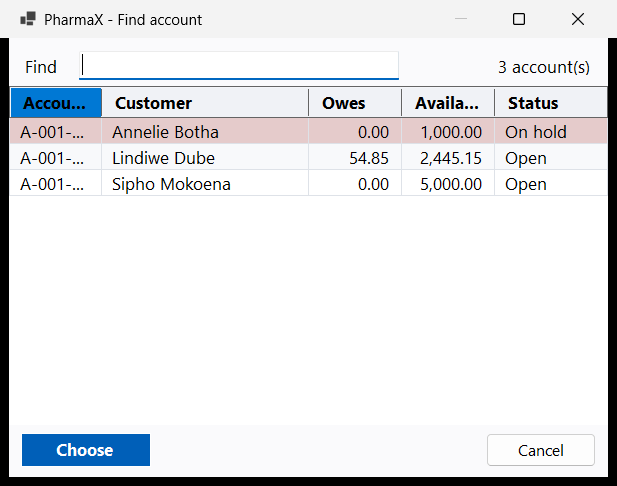 PharmaX - Find account
Find 3 account(s)
Accou... Customer Owes Availa... Status
A-001-... Annelie Botha 0.00 1,000.00 On hold
A-001-... Lindiwe Dube 54.85 2,445.15 Open
A-001-... Sipho Mokoena 0.00 5,000.00 Open
Choose Cancel